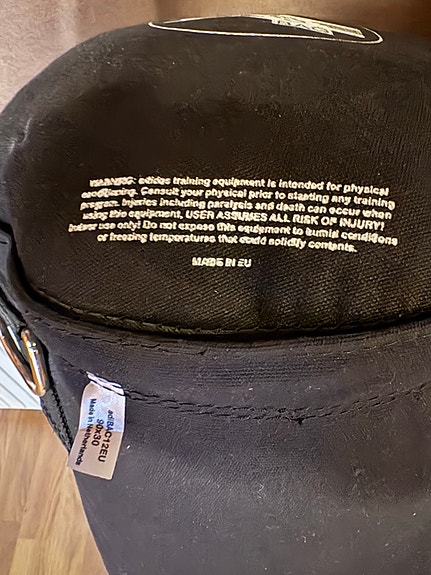 WARNING: adidas training equipment is intended for physical
conditioning. Consult your physical prior to starting any training
program. Injuries including paralysis and death can occur when
using this equipment. USER ASSUMES ALL RISK OF INJURY!
Indoor use only! Do not expose this equipment to humid conditions
or freezing temperatures that could solidify contents.
MADE IN EU
adiBAC12EU
90x30
Made in Netherlands